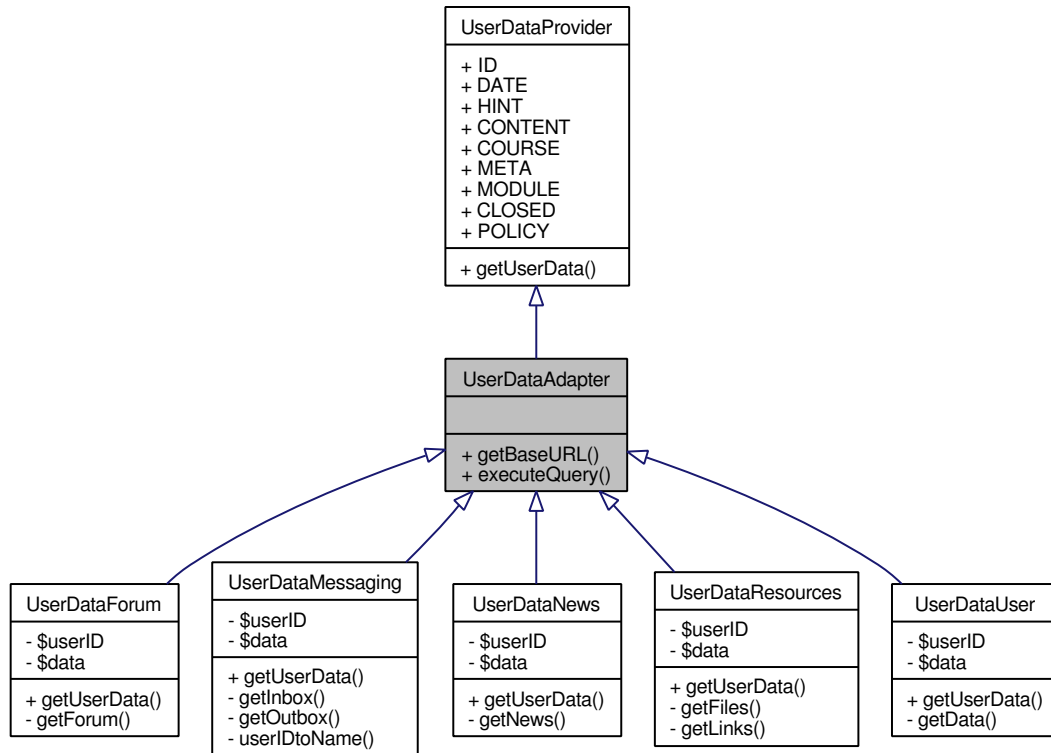 UserDataProvider
+ ID
+ DATE
+ HINT
+ CONTENT
+ COURSE
+ META
+ MODULE
+ CLOSED
+ POLICY
+ getUserData()
UserDataAdapter
+ getBaseURL()
+ executeQuery()
UserDataForum
- $userID
- $data
+ getUserData()
- getForum()
UserDataMessaging
- $userID
- $data
+ getUserData()
- getInbox()
- getOutbox()
- userIDtoName()
UserDataNews
- $userID
- $data
+ getUserData()
- getNews()
UserDataResources
- $userID
- $data
+ getUserData()
- getFiles()
- getLinks()
UserDataUser
- $userID
- $data
+ getUserData()
- getData()